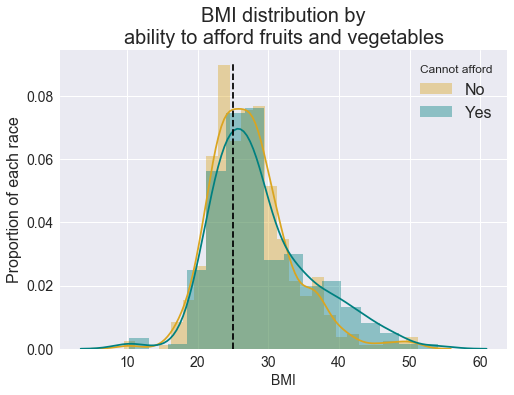 BMI distribution by
ability to afford fruits and vegetables
Cannot afford
No
Yes
Proportion of each race
0.08
0.06
0.04
0.02
0.00
10 20 30 40 50 60
BMI